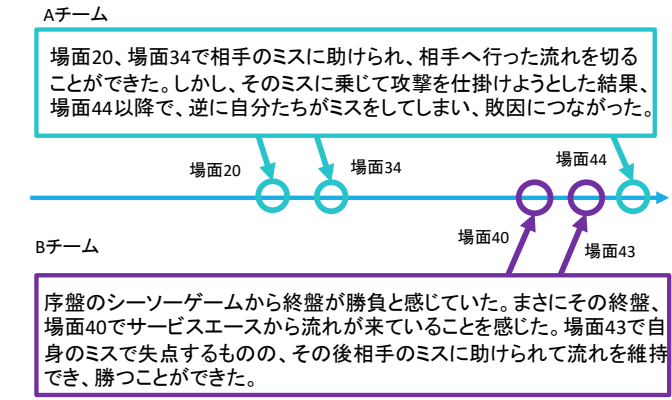 Aチーム
場面20、場面34で相手のミスに助けられ、相手へ行った流れを切る
ことができた。しかし、そのミスに乗じて攻撃を仕掛けようとした結果、
場面44以降で、逆に自分たちがミスをしてしまい、敗因につながった。
場面20
場面34
場面44
場面40
場面43
Bチーム
序盤のシーソーゲームから終盤が勝負と感じていた。まさにその終盤、
場面40でサービスエースから流れが来ていることを感じた。場面43で自
身のミスで失点するものの、その後相手のミスに助けられて流れを維持
でき、勝つことができた。